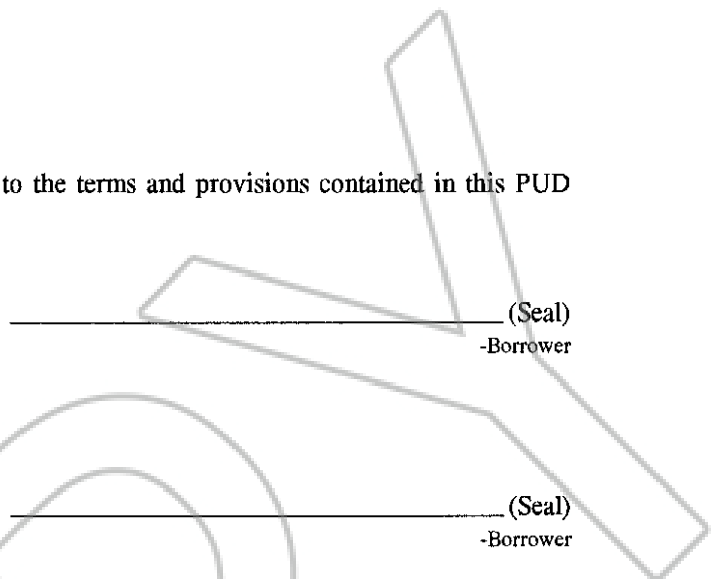 to the terms and provisions contained in this PUD
(Seal)
-Borrower
(Seal)
-Borrower